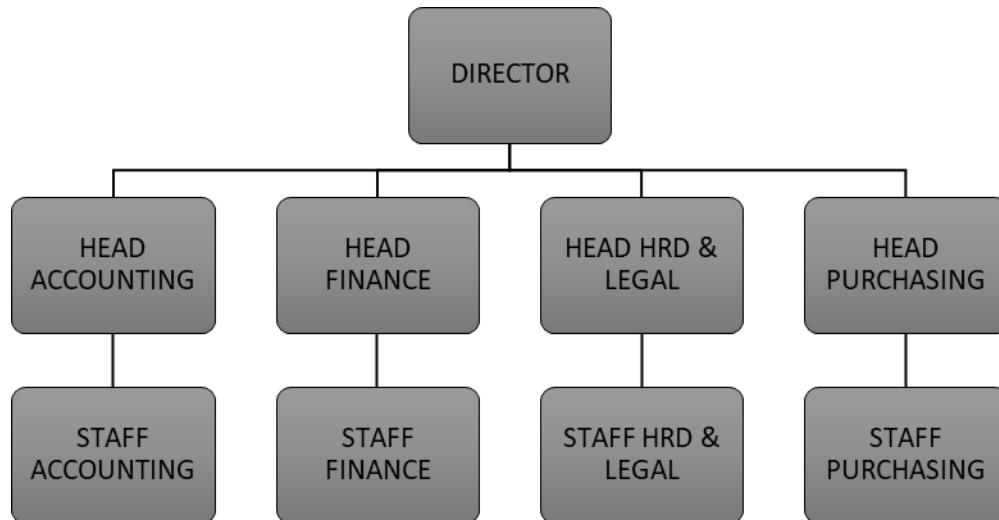 DIRECTOR
HEAD
ACCOUNTING
HEAD
FINANCE
HEAD HRD &
LEGAL
HEAD
PURCHASING
STAFF
ACCOUNTING
STAFF
FINANCE
STAFF HRD &
LEGAL
STAFF
PURCHASING